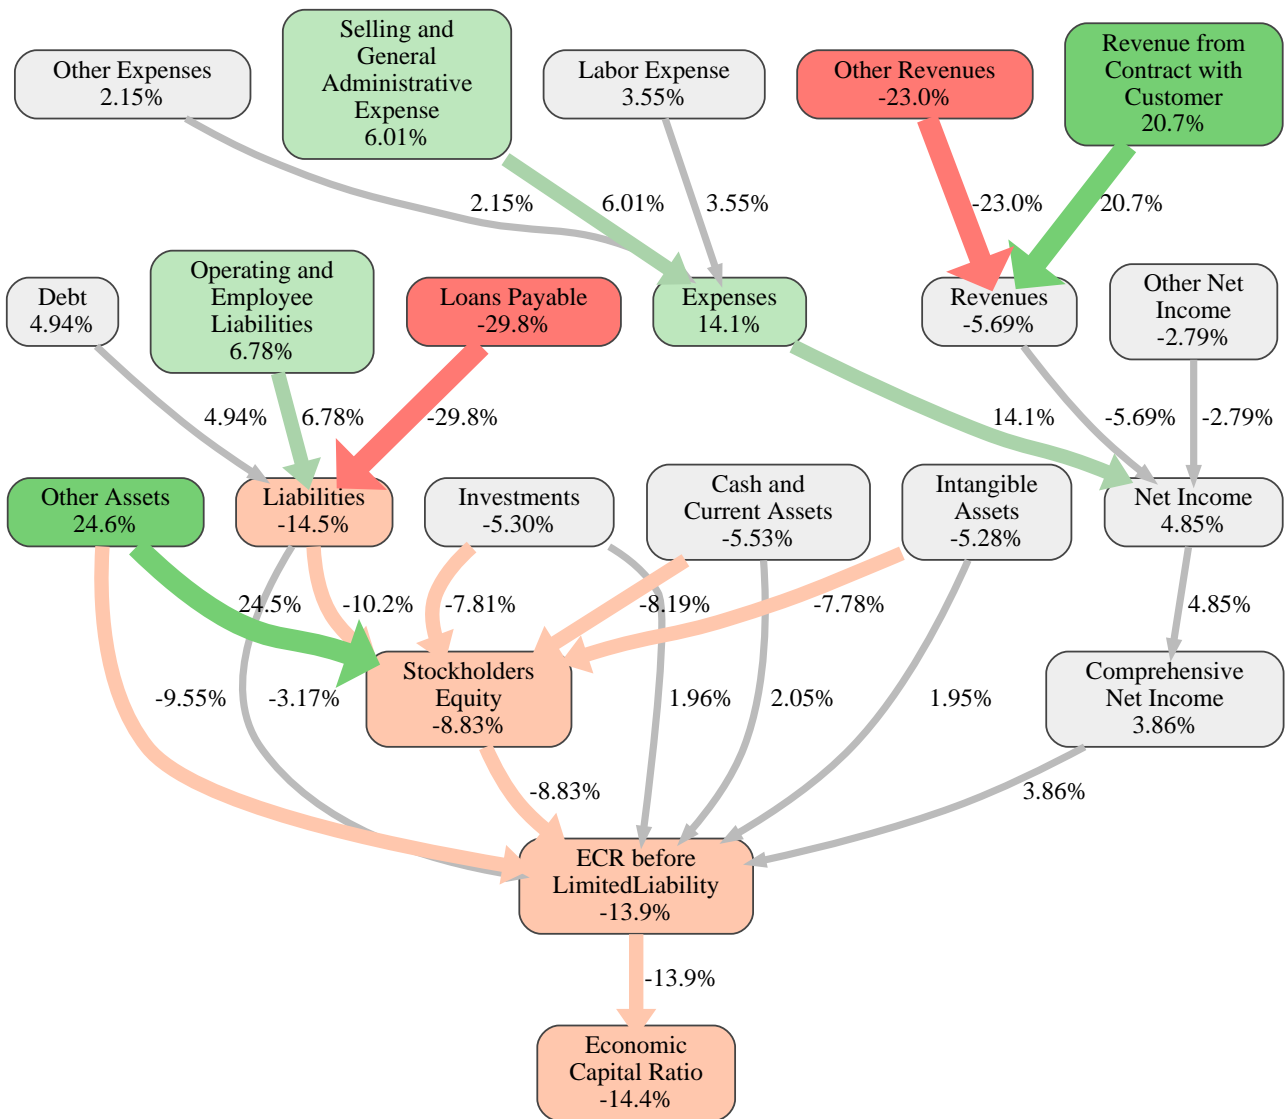 Other Expenses
2.15%
Selling and
General
Administrative
Expense
6.01%
Labor Expense
3.55%
Other Revenues
-23.0%
Revenue from
Contract with
Customer
20.7%
2.15%
6.01%
3.55%
-23.0%
20.7%
Debt
4.94%
Operating and
Employee
Liabilities
6.78%
Loans Payable
-29.8%
Expenses
14.1%
Revenues
-5.69%
Other Net
Income
-2.79%
4.94%
6.78%
-29.8%
14.1%
-5.69%
-2.79%
Other Assets
24.6%
Liabilities
-14.5%
Investments
-5.30%
Cash and
Current Assets
-5.53%
Intangible
Assets
-5.28%
Net Income
4.85%
24.5%
-10.2%
-7.81%
-8.19%
-7.78%
4.85%
Stockholders
Equity
-8.83%
Comprehensive
Net Income
3.86%
-9.55%
-3.17%
1.96%
2.05%
1.95%
-8.83%
3.86%
ECR before
LimitedLiability
-13.9%
-13.9%
Economic
Capital Ratio
-14.4%